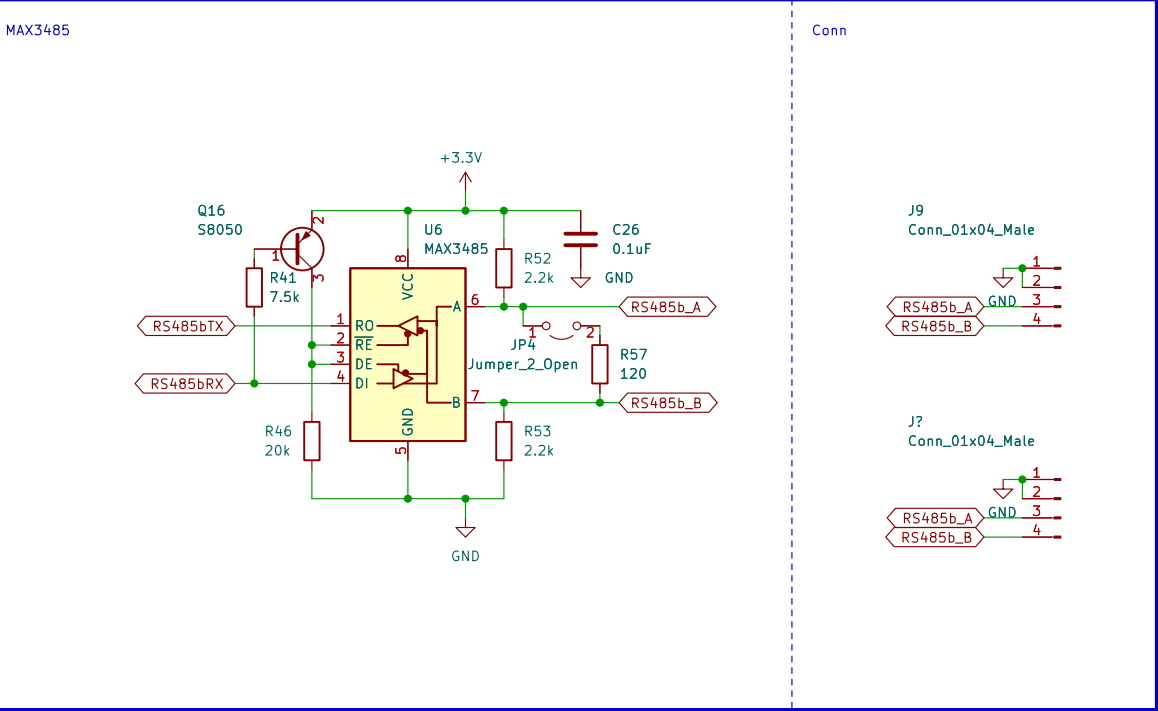 MAX3485
Conn
+3.3V
Q16
S8050
2
1
3
R41
7.5k
U6
MAX3485
8
VCC
R52
2.2k
C26
0.1uF
GND
A
6
RS485b_A
RS485bTX
1
RO
2
RE
3
DE
4
DI
RS485bRX
1
2
JP4
Jumper_2_Open
R57
120
B
7
RS485b_B
GND
5
R46
20k
R53
2.2k
GND
J9
Conn_01x04_Male
1
2
GND
3
RS485b_A
4
RS485b_B
J?
Conn_01x04_Male
1
2
GND
3
RS485b_A
4
RS485b_B